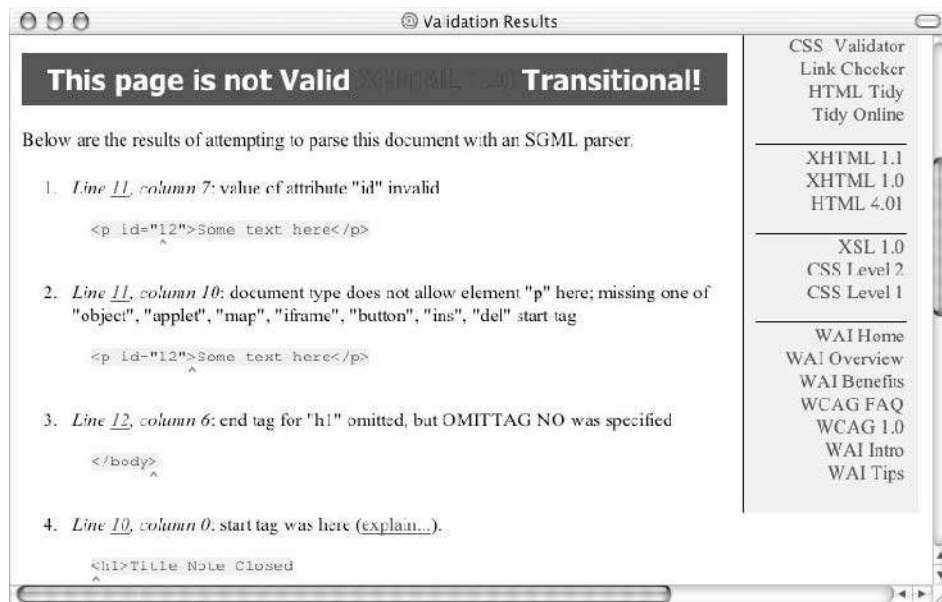 Validation Results
This page is not Valid XHTML 1.0 Transitional!
Below are the results of attempting to parse this document with an SGML parser.
1. Line 11, column 7: value of attribute "id" invalid
<p id="12">Some text here</p>
^
2. Line 11, column 10: document type does not allow element "p" here; missing one of
"object", "applet", "map", "iframe", "button", "ins", "del" start-tag
<p id="12">Some text here</p>
^
3. Line 12, column 6: end tag for "h1" omitted, but OMITTAG NO was specified
</body>
^
4. Line 10, column 0: start tag was here (explain...).
<h1>Title Note Closed
^
CSS Validator
Link Checker
HTML Tidy
Tidy Online
XHTML 1.1
XHTML 1.0
HTML 4.01
XSL 1.0
CSS Level 2
CSS Level 1
WAI Home
WAI Overview
WAI Benefits
WCAG FAQ
WCAG 1.0
WAI Intro
WAI Tips